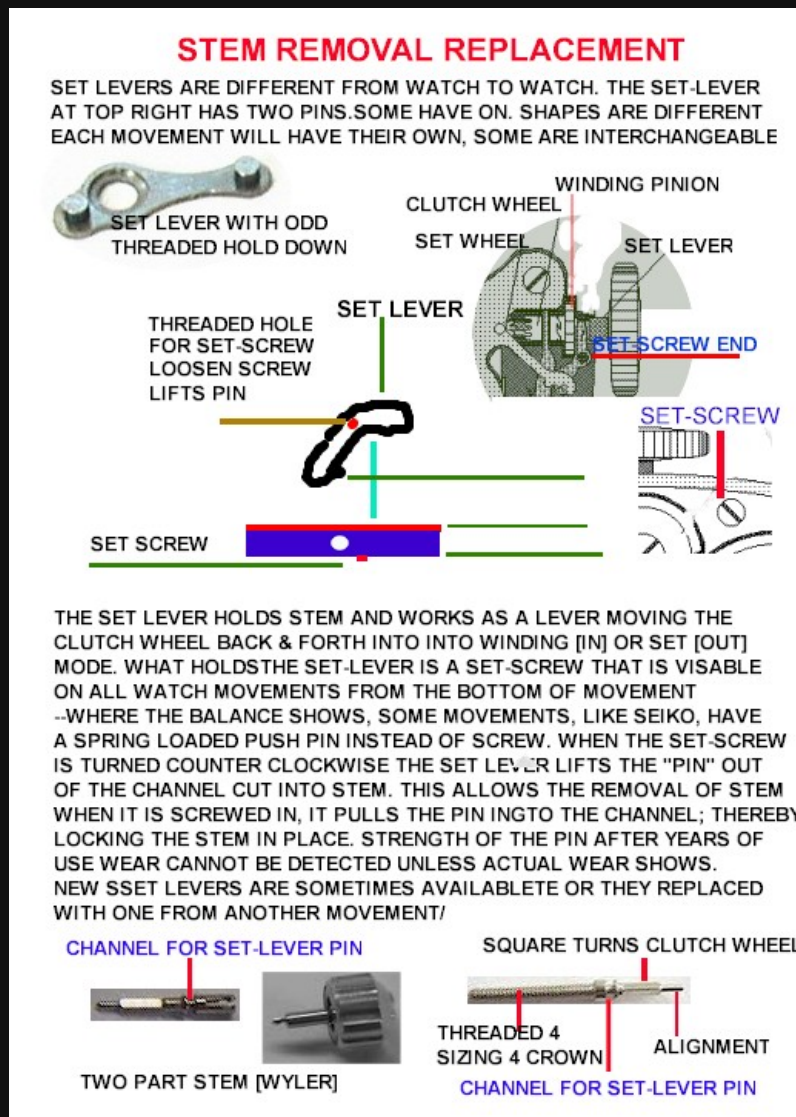 STEM REMOVAL REPLACEMENT
SET LEVERS ARE DIFFERENT FROM WATCH TO WATCH. THE SET-LEVER
AT TOP RIGHT HAS TWO PINS.SOME HAVE ON. SHAPES ARE DIFFERENT
EACH MOVEMENT WILL HAVE THEIR OWN, SOME ARE INTERCHANGEABLE
SET LEVER WITH ODD
THREADED HOLD DOWN
WINDING PINION
CLUTCH WHEEL
SET WHEEL
SET LEVER
SET-SCREW END
SET LEVER
THREADED HOLE
FOR SET-SCREW
LOOSEN SCREW
LIFTS PIN
SET-SCREW
SET SCREW
THE SET LEVER HOLDS STEM AND WORKS AS A LEVER MOVING THE
CLUTCH WHEEL BACK & FORTH INTO INTO WINDING [IN] OR SET [OUT]
MODE. WHAT HOLDSTHE SET-LEVER IS A SET-SCREW THAT IS VISABLE
ON ALL WATCH MOVEMENTS FROM THE BOTTOM OF MOVEMENT
--WHERE THE BALANCE SHOWS, SOME MOVEMENTS, LIKE SEIKO, HAVE
A SPRING LOADED PUSH PIN INSTEAD OF SCREW. WHEN THE SET-SCREW
IS TURNED COUNTER CLOCKWISE THE SET LEVER LIFTS THE "PIN" OUT
OF THE CHANNEL CUT INTO STEM. THIS ALLOWS THE REMOVAL OF STEM
WHEN IT IS SCREWED IN, IT PULLS THE PIN INGTO THE CHANNEL; THEREBY
LOCKING THE STEM IN PLACE. STRENGTH OF THE PIN AFTER YEARS OF
USE WEAR CANNOT BE DETECTED UNLESS ACTUAL WEAR SHOWS.
NEW SSET LEVERS ARE SOMETIMES AVAILABLETE OR THEY REPLACED
WITH ONE FROM ANOTHER MOVEMENT/
CHANNEL FOR SET-LEVER PIN
SQUARE TURNS CLUTCH WHEEL
THREADED 4
SIZING 4 CROWN
ALIGNMENT
TWO PART STEM [WYLER]
CHANNEL FOR SET-LEVER PIN